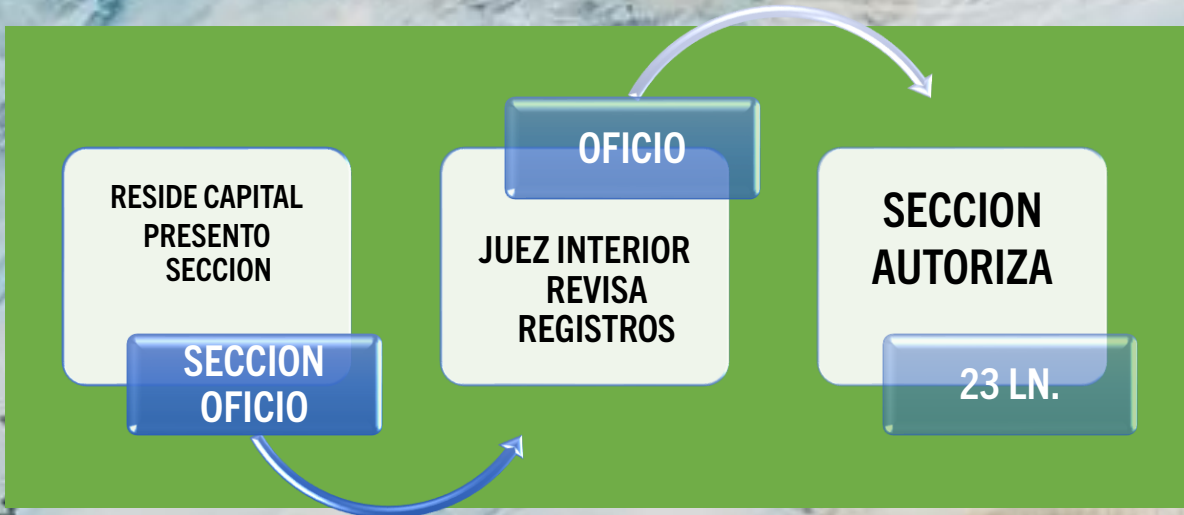 RESIDE CAPITAL
PRESENTO
SECCION
SECCION
OFICIO
OFICIO
JUEZ INTERIOR
REVISA
REGISTROS
SECCION
AUTORIZA
23 LN.